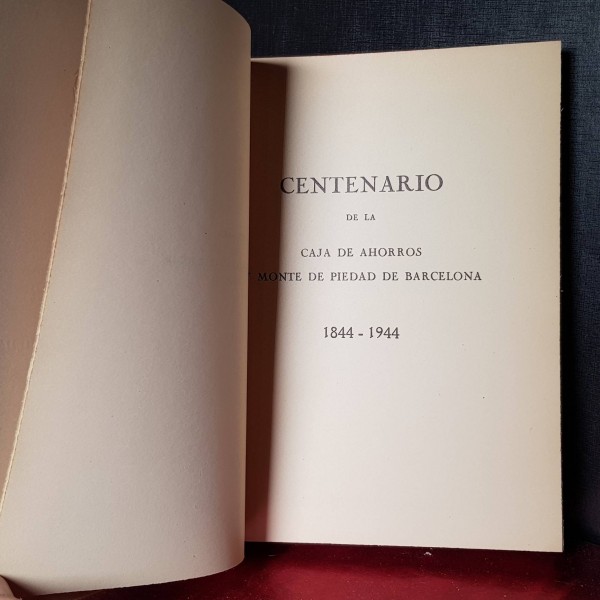 CENTENARIO
DE LA
CAJA DE AHORROS
MONTE DE PIEDAD DE BARCELONA
1844 - 1944